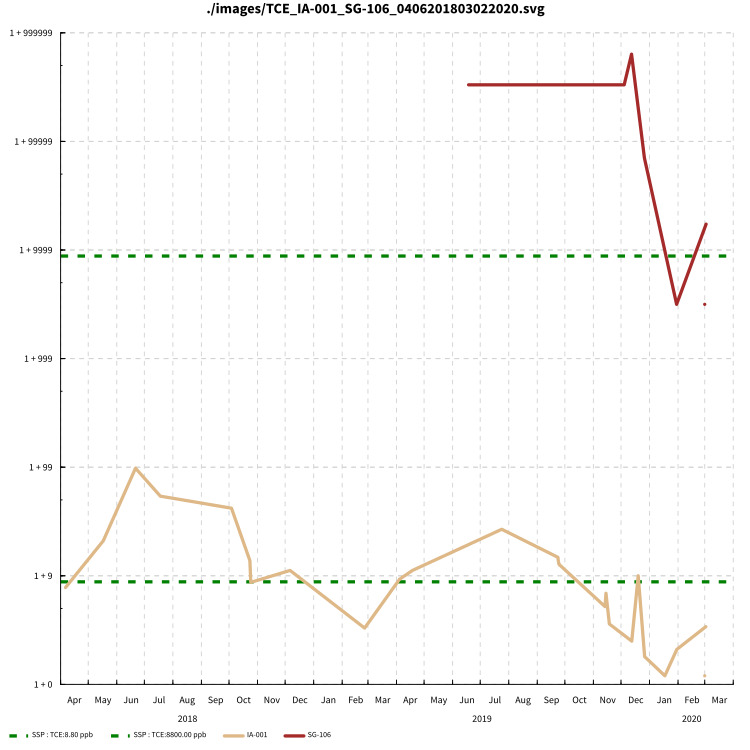 ./images/TCE_IA-001_SG-106_0406201803022020.svg
1+999999
1+99999
1+9999
1+999
1+99
1+9
1+0
Apr May Jun Jul Aug Sep Oct Nov Dec Jan Feb Mar Apr May Jun Jul Aug Sep Oct Nov Dec Jan Feb Mar
2018 2019 2020
SSP : TCE:8.80 ppb SSP : TCE:8800.00 ppb IA-001 SG-106